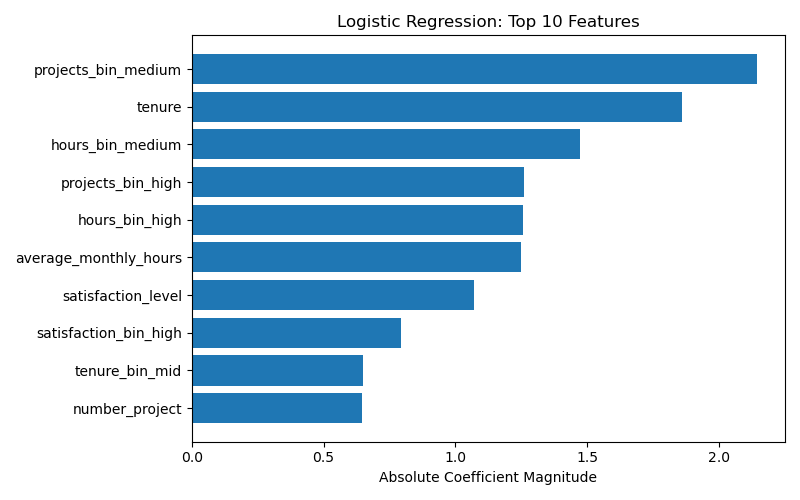 Logistic Regression: Top 10 Features
projects_bin_medium
tenure
hours_bin_medium
projects_bin_high
hours_bin_high
average_monthly_hours
satisfaction_level
satisfaction_bin_high
tenure_bin_mid
number_project
0.0 0.5 1.0 1.5 2.0
Absolute Coefficient Magnitude